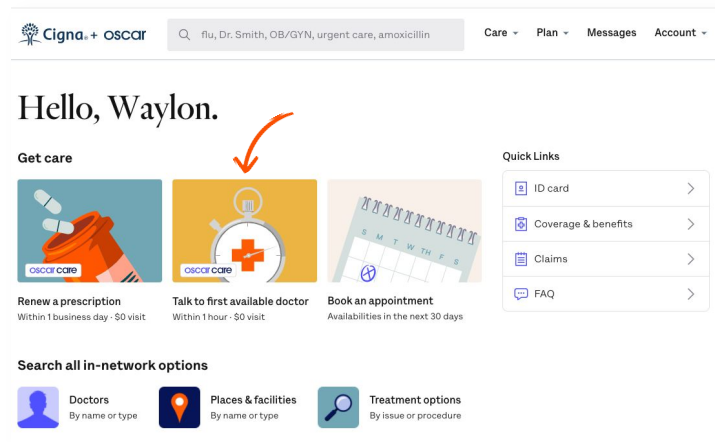 Cigna® + oscar
flu, Dr. Smith, OB/GYN, urgent care, amoxicillin
Care
Plan
Messages
Account
Hello, Waylon.
Get care
oscar care
Renew a prescription
Within 1 business day · $0 visit
oscar care
Talk to first available doctor
Within 1 hour · $0 visit
S M T W TH F S
Book an appointment
Availabilities in the next 30 days
Quick Links
ID card
Coverage & benefits
Claims
FAQ
Search all in-network options
Doctors
By name or type
Places & facilities
By name or type
Treatment options
By issue or procedure